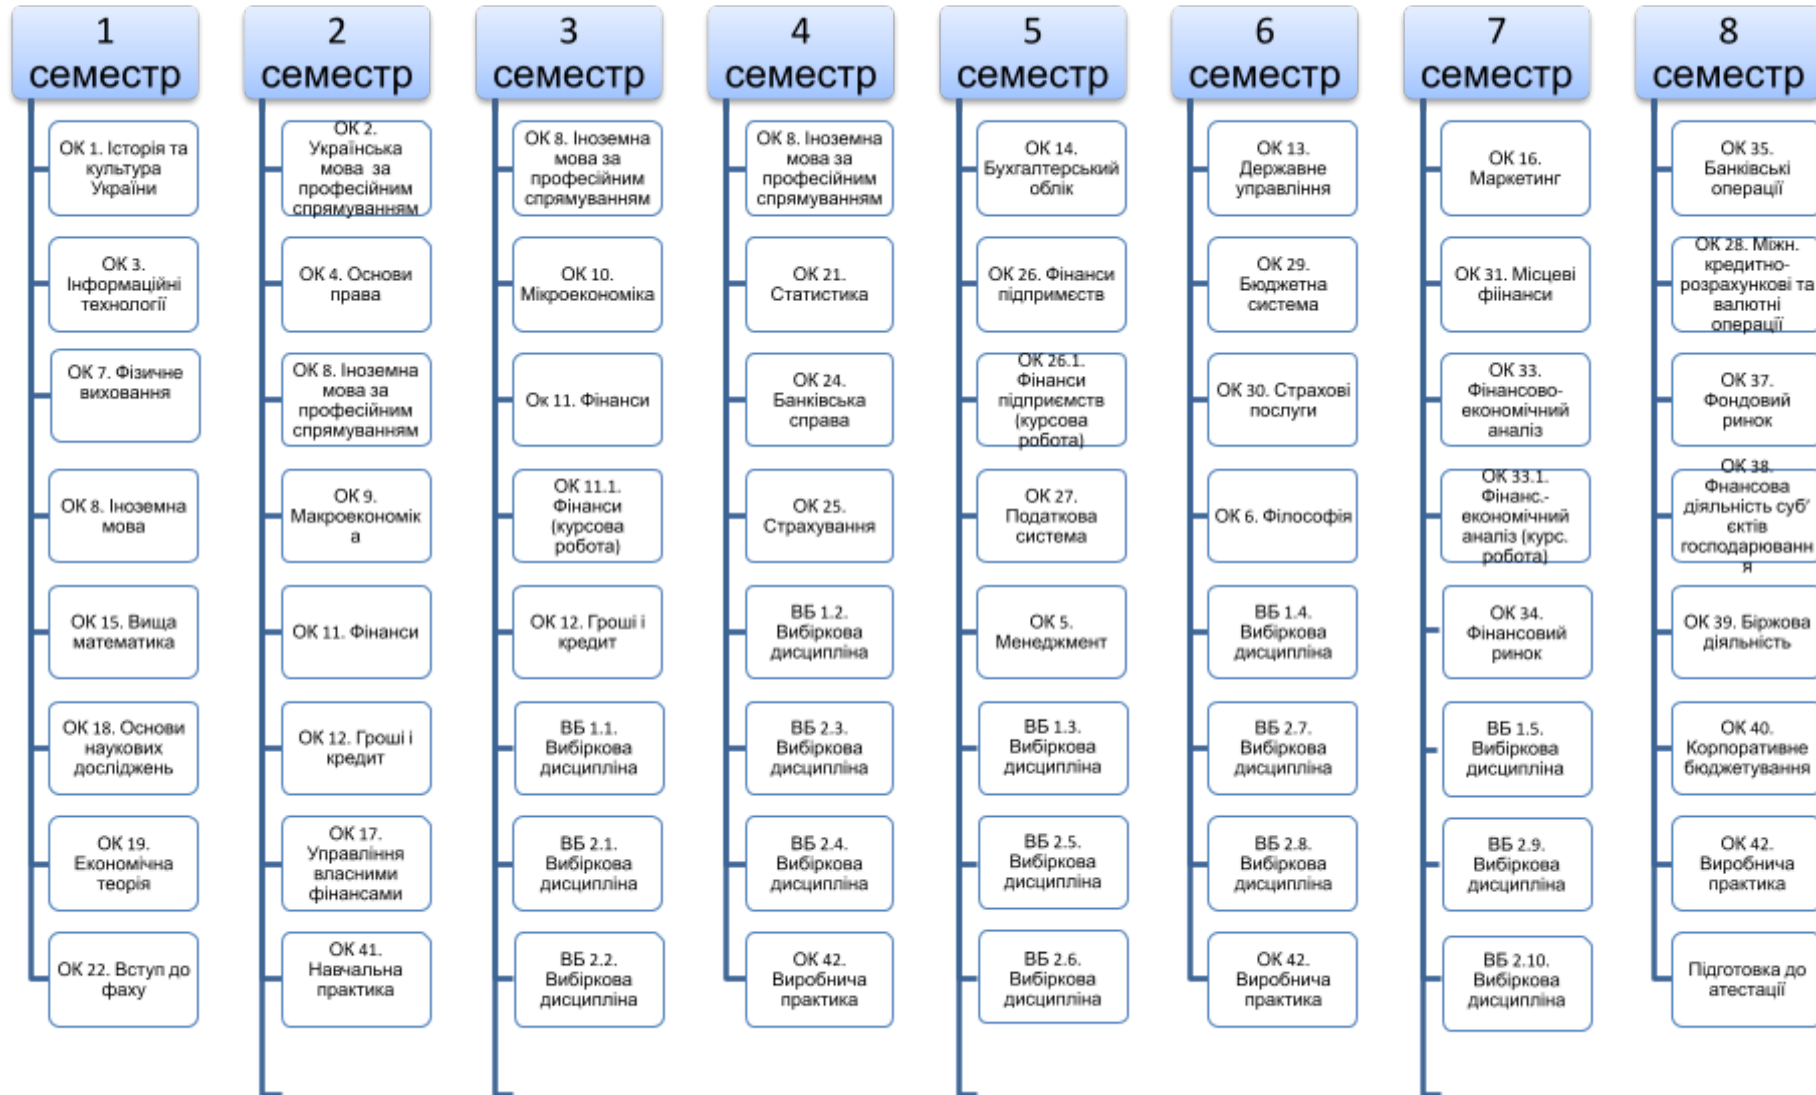 1
семестр
ОК 1. Історія та
культура
України
ОК 3.
Інформаційні
технології
ОК 7. Фізичне
виховання
ОК 8. Іноземна
мова
ОК 15. Вища
математика
ОК 18. Основи
наукових
досліджень
ОК 19.
Економічна
теорія
ОК 22. Вступ до
фаху
2
семестр
ОК 2.
Українська
мова за
професійним
спрямуванням
ОК 4. Основи
права
ОК 8. Іноземна
мова за
професійним
спрямуванням
ОК 9.
Макроекономік
а
ОК 11. Фінанси
ОК 12. Гроші і
кредит
ОК 17.
Управління
власними
фінансами
ОК 41.
Навчальна
практика
3
семестр
ОК 8. Іноземна
мова за
професійним
спрямуванням
ОК 10.
Мікроекономіка
Ок 11. Фінанси
ОК 11.1.
Фінанси
(курсова
робота)
ОК 12. Гроші і
кредит
ВБ 1.1.
Вибіркова
дисципліна
ВБ 2.1.
Вибіркова
дисципліна
ВБ 2.2.
Вибіркова
дисципліна
4
семестр
ОК 8. Іноземна
мова за
професійним
спрямуванням
ОК 21.
Статистика
ОК 24.
Банківська
справа
ОК 25.
Страхування
ВБ 1.2.
Вибіркова
дисципліна
ВБ 2.3.
Вибіркова
дисципліна
ВБ 2.4.
Вибіркова
дисципліна
ОК 42.
Виробнича
практика
5
семестр
ОК 14.
Бухгалтерський
облік
ОК 26. Фінанси
підпримєств
ОК 26.1.
Фінанси
підприємств
(курсова
робота)
ОК 27.
Податкова
система
ОК 5.
Менеджмент
ВБ 1.3.
Вибіркова
дисципліна
ВБ 2.5.
Вибіркова
дисципліна
ВБ 2.6.
Вибіркова
дисципліна
6
семестр
ОК 13.
Державне
управління
ОК 29.
Бюджетна
система
ОК 30. Страхові
послуги
ОК 6. Філософія
ВБ 1.4.
Вибіркова
дисципліна
ВБ 2.7.
Вибіркова
дисципліна
ВБ 2.8.
Вибіркова
дисципліна
ОК 42.
Виробнича
практика
7
семестр
ОК 16.
Маркетинг
ОК 31. Місцеві
фіінанси
ОК 33.
Фінансово-
економічний
аналіз
ОК 33.1.
Фінанс.-
економічний
аналіз (курс.
робота)
ОК 34.
Фінансовий
ринок
ВБ 1.5.
Вибіркова
дисципліна
ВБ 2.9.
Вибіркова
дисципліна
ВБ 2.10.
Вибіркова
дисципліна
8
семестр
ОК 35.
Банківські
операції
ОК 28. Міжн.
кредитно-
розрахункові та
валютні
операції
ОК 37.
Фондовий
ринок
ОК 38.
Фнансова
діяльність суб'
єктів
господарюванн
я
ОК 39. Біржова
діяльність
ОК 40.
Корпоративне
бюджетування
ОК 42.
Виробнича
практика
Підготовка до
атестації